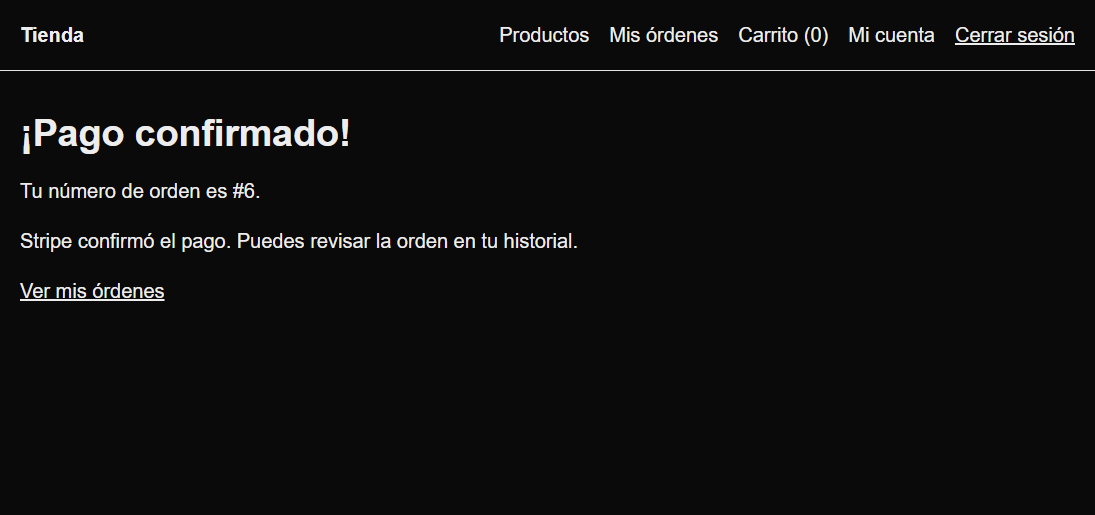 Tienda
Productos Mis órdenes Carrito (0) Mi cuenta Cerrar sesión
¡Pago confirmado!
Tu número de orden es #6.
Stripe confirmó el pago. Puedes revisar la orden en tu historial.
Ver mis órdenes